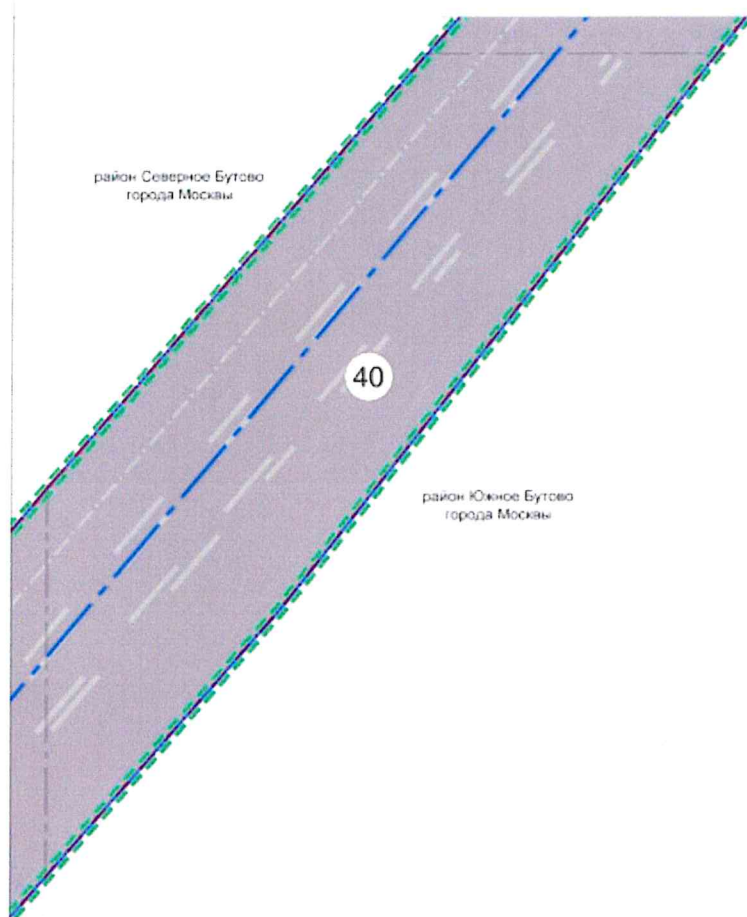 район Северное Бутово
города Москвы
40
район Южное Бутово
города Москвы